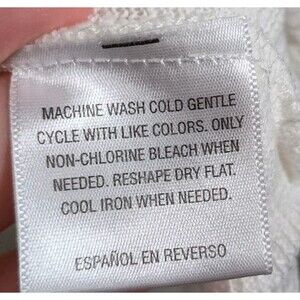 MACHINE WASH COLD GENTLE
CYCLE WITH LIKE COLORS. ONLY
NON-CHLORINE BLEACH WHEN
NEEDED. RESHAPE DRY FLAT.
COOL IRON WHEN NEEDED.
ESPAÑOL EN REVERSO